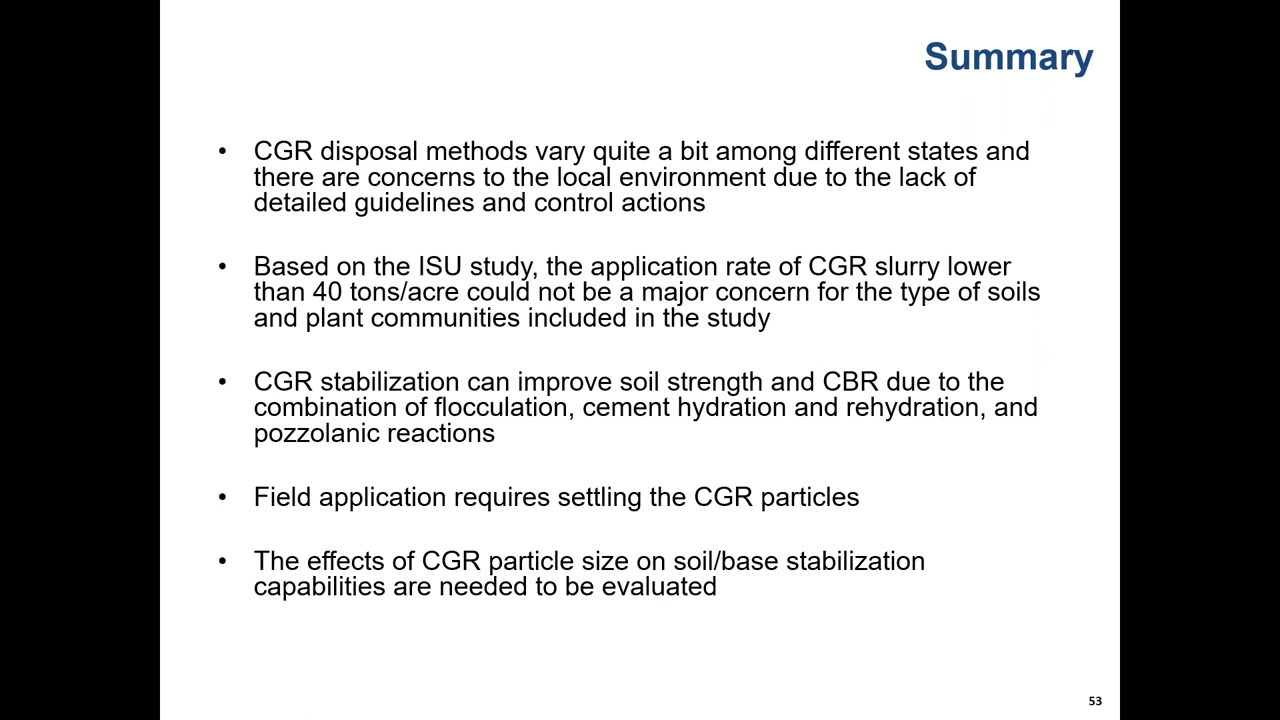 Summary
• CGR disposal methods vary quite a bit among different states and
there are concerns to the local environment due to the lack of
detailed guidelines and control actions
• Based on the ISU study, the application rate of CGR slurry lower
than 40 tons/acre could not be a major concern for the type of soils
and plant communities included in the study
• CGR stabilization can improve soil strength and CBR due to the
combination of flocculation, cement hydration and rehydration, and
pozzolanic reactions
• Field application requires settling the CGR particles
• The effects of CGR particle size on soil/base stabilization
capabilities are needed to be evaluated
53